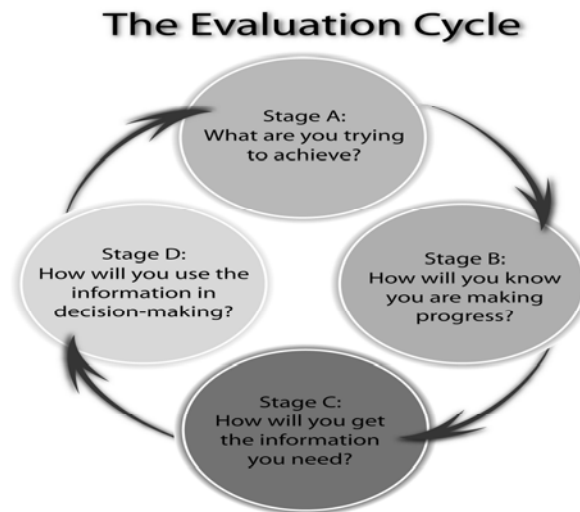 The Evaluation Cycle
Stage A:
What are you trying
to achieve?
Stage B:
How will you know
you are making
progress?
Stage C:
How will you get
the information
you need?
Stage D:
How will you use the
information in
decision-making?